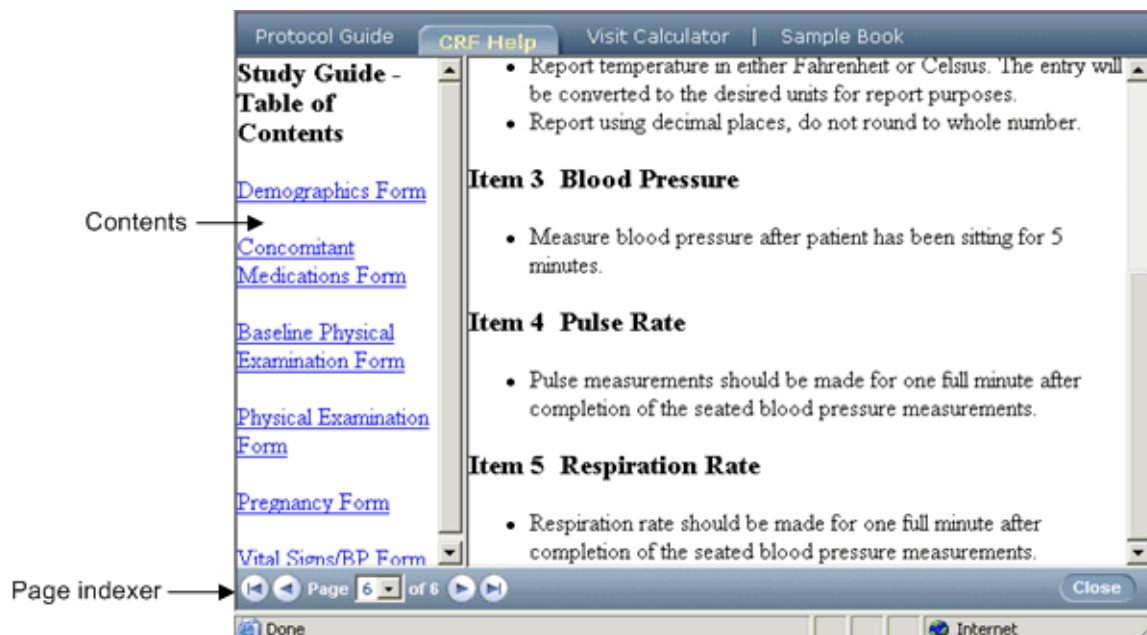 Protocol Guide CRF Help Visit Calculator | Sample Book
Study Guide -
Table of
Contents
Demographics Form
Concomitant
Medications Form
Baseline Physical
Examination Form
Physical Examination
Form
Pregnancy Form
Vital Signs/BP Form
• Report temperature in either Fahrenheit or Celsius. The entry will
be converted to the desired units for report purposes.
• Report using decimal places, do not round to whole number.
Item 3 Blood Pressure
• Measure blood pressure after patient has been sitting for 5
minutes.
Item 4 Pulse Rate
• Pulse measurements should be made for one full minute after
completion of the seated blood pressure measurements.
Item 5 Respiration Rate
• Respiration rate should be made for one full minute after
completion of the seated blood pressure measurements.
Contents
Page indexer
Page 6 of 6 Close
Done Internet